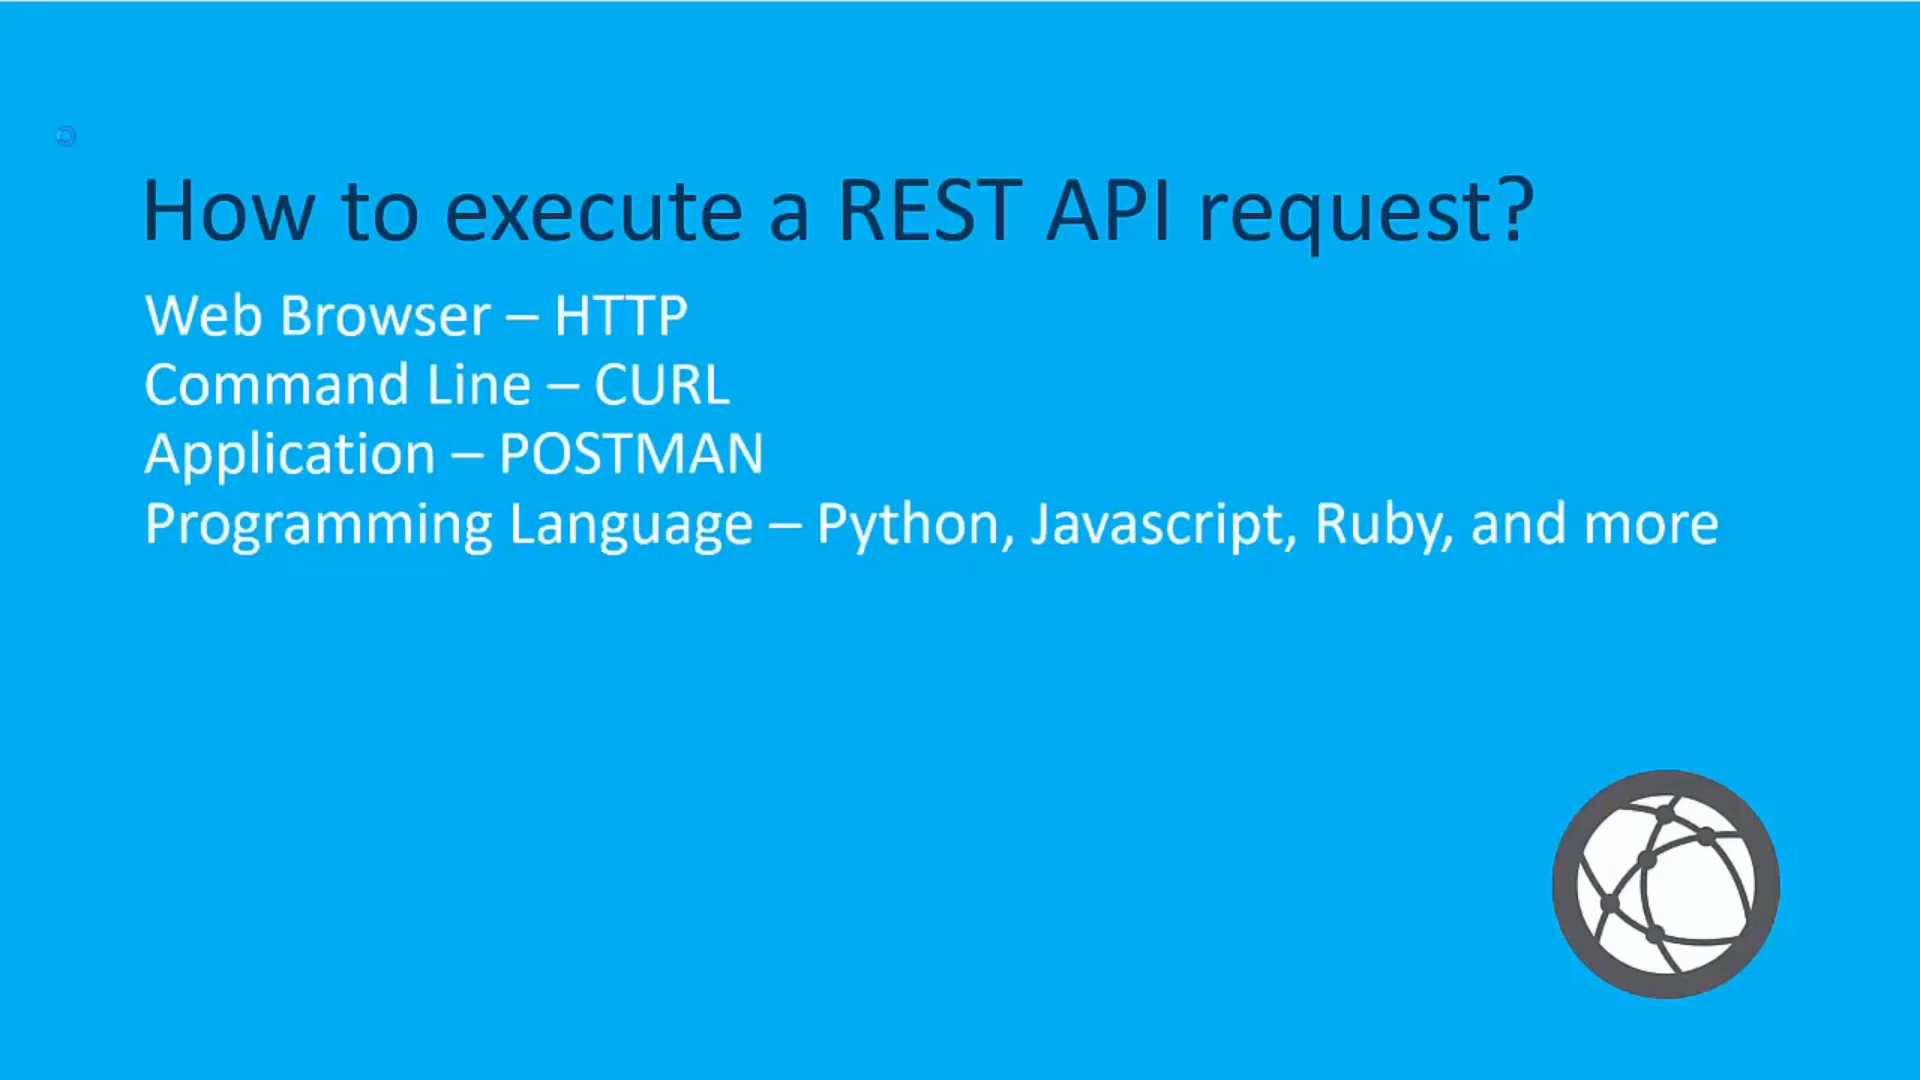 How to execute a REST API request?
Web Browser – HTTP
Command Line – CURL
Application – POSTMAN
Programming Language – Python, Javascript, Ruby, and more